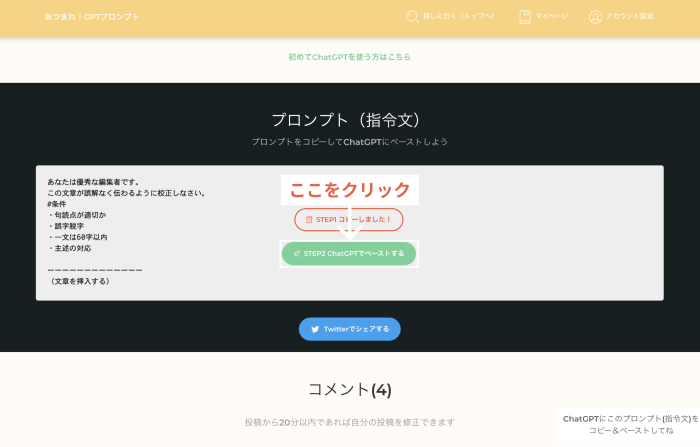 あつまれ！GPTプロンプト
探しに行く（トップへ）
マイページ
アカウント設定
初めてChatGPTを使う方はこちら
プロンプト（指令文）
プロンプトをコピーしてChatGPTにペーストしよう
あなたは優秀な編集者です。
この文章が誤解なく伝わるように校正しなさい。
#条件
・句読点が適切か
・誤字脱字
・一文は60字以内
・主述の対応
ーーーーーーーーーーーーー
（文章を挿入する）
ここをクリック
STEP1 コピーしました！
STEP2 ChatGPTでペーストする
Twitterでシェアする
コメント(4)
投稿から20分以内であれば自分の投稿を修正できます
ChatGPTにこのプロンプト(指令文)を
コピー＆ペーストしてね